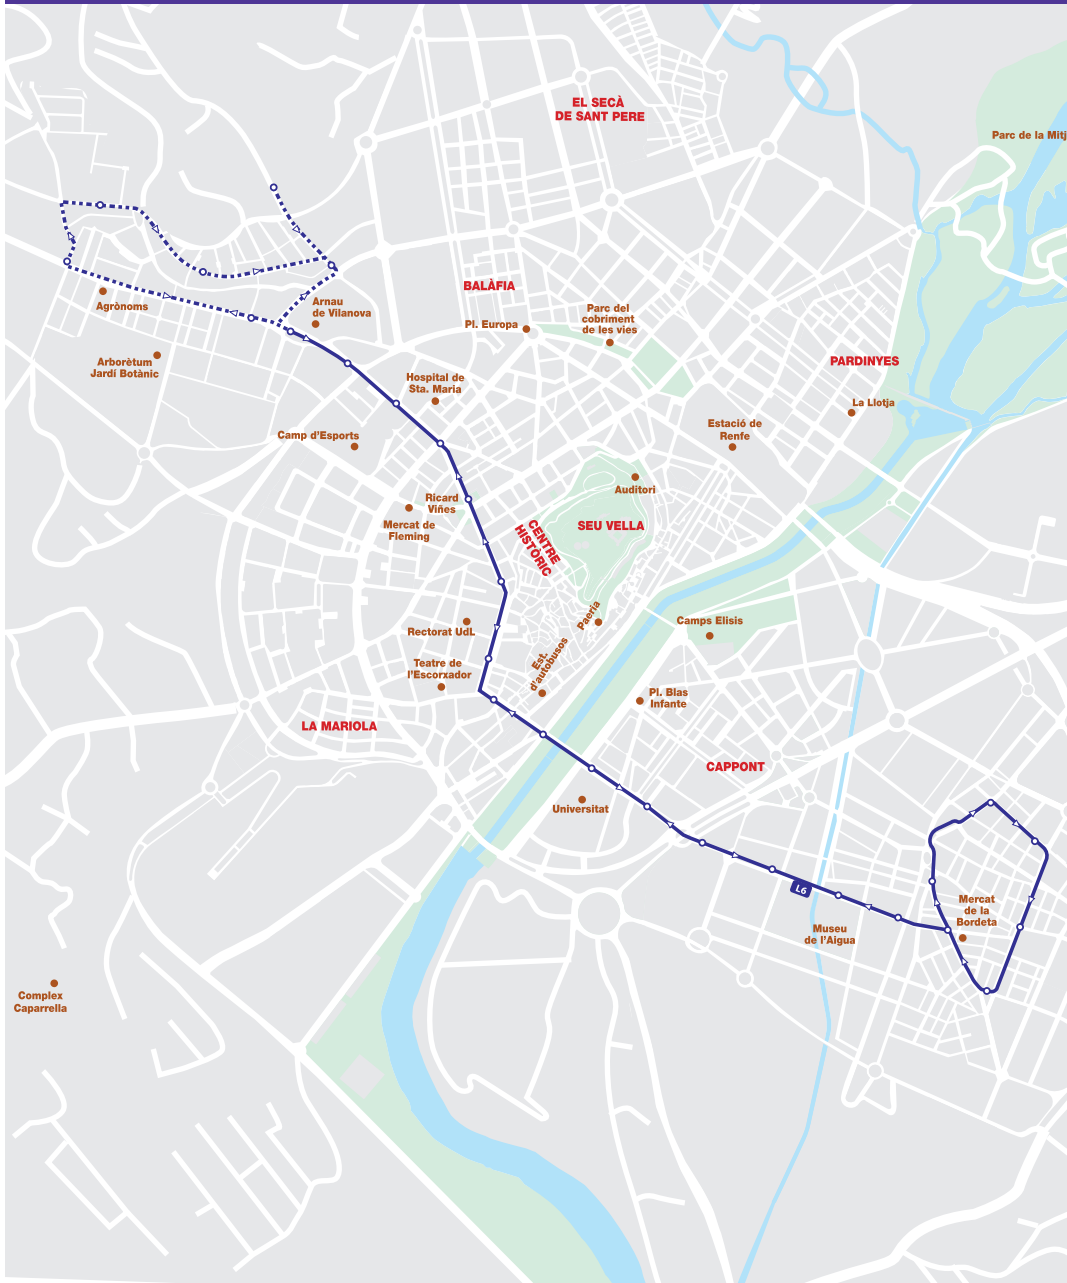 EL SECÀ
DE SANT PERE
Parc de la Mitj
BALÀFIA
Agrònoms
Arnau
de Vilanova
Pl. Europa
Parc del
cobriment
de les vies
Arborètum
Jardí Botànic
PARDINYES
Hospital de
Sta. Maria
La Llotja
Camp d'Esports
Estació de
Renfe
Auditori
Ricard
Viñes
Mercat de
Fleming
CENTRE
HISTÒRIC
SEU VELLA
Paeria
Camps Elisis
Rectorat UdL
Est.
d'autobusos
Teatre de
l'Escorxador
Pl. Blas
Infante
LA MARIOLA
CAPPONT
Universitat
L6
Mercat
de la
Bordeta
Museu
de l'Aigua
Complex
Caparrella